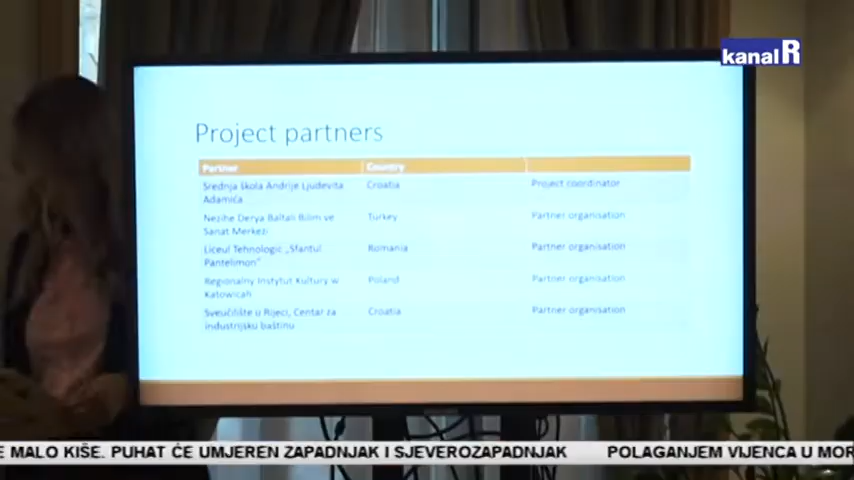 kanal R
Project partners
Partner Country
Srednja škola Andrije Ljudevita Croatia Project coordinator
Adamića
Nezihe Derya Baltalı Bilim ve Turkey Partner organisation
Sanat Merkezi
Liceul Tehnologic „Sfantul Romania Partner organisation
Pantelimon“
Regionalny Instytut Kultury w Poland Partner organisation
Katowicah
Sveučilište u Rijeci, Centar za Croatia Partner organisation
industrijsku baštinu
E MALO KIŠE. PUHAT ĆE UMJEREN ZAPADNJAK I SJEVEROZAPADNJAK POLAGANJEM VIJENCA U MOR